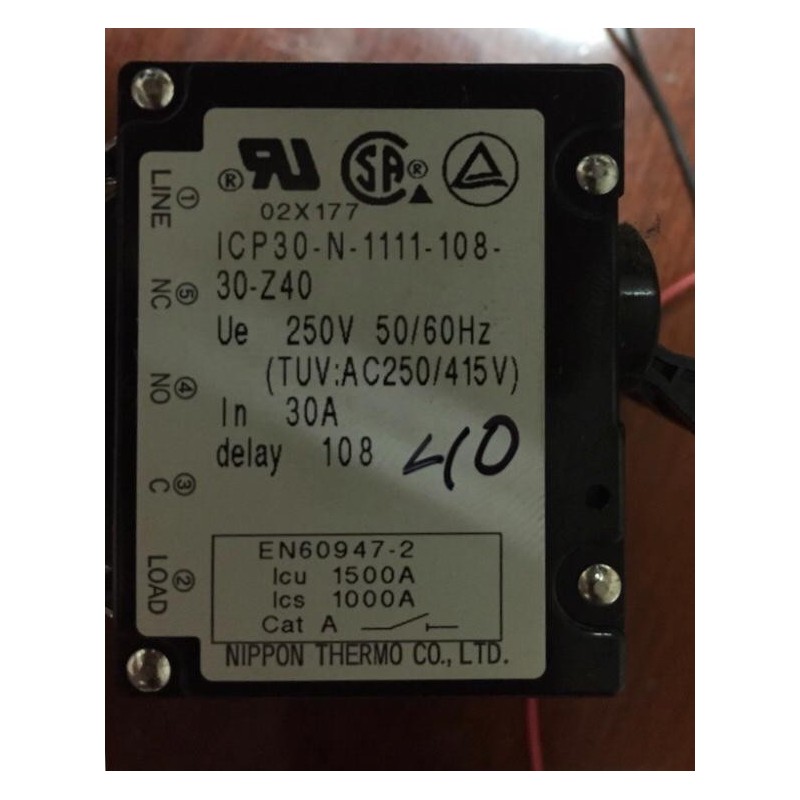 ® RU SA ®
02X177
ICP30-N-1111-108-
30-Z40
Ue 250V 50/60Hz
(TUV:AC250/415V)
In 30A
delay 108 40
EN60947-2
Icu 1500A
Ics 1000A
Cat A
NIPPON THERMO CO., LTD.
① LINE
⑤ NC
④ NO
③ C
② LOAD